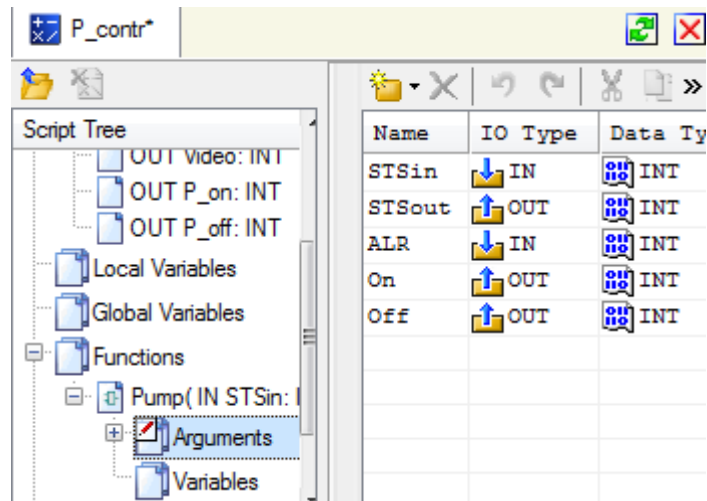 P_contr*
Script Tree
OUT Video: INT
OUT P_on: INT
OUT P_off: INT
Local Variables
Global Variables
Functions
Pump( IN STSin: I
Arguments
Variables
Name IO Type Data Ty
STSin IN INT
STSout OUT INT
ALR IN INT
On OUT INT
Off OUT INT